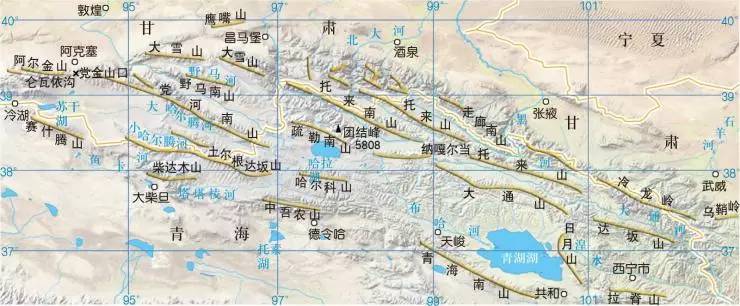 敦煌
鹰嘴山
甘
肃
40°
40°
昌马堡
北大河
酒泉
宁夏
阿克塞
大雪山
大雪山
阿尔金山
党金山口
仑瓦依沟
野马河
野马南山
党河南山
39°
39°
托来南山
托来山
走廊南山
黑河
张掖
甘
肃
冷湖
苏干湖
赛什腾山
大哈尔腾河
小哈尔腾河
鱼卡河
土尔根达坂山
疏勒南山
团结峰
5808
哈拉湖
纳嘎尔当
托来山
38°
38°
柴达木山
大柴旦
塔塔棱河
哈尔科山
大通山
冷龙岭
武威
乌鞘岭
石羊河
中吾农山
德令哈
布哈河
日月山
湟水
大通河
达坂山
37°
37°
青海
托素湖
天峻
青海南山
青湖湖
共和
西宁市
拉脊山
95°
97°
99°
101°
95°
97°
99°
101°